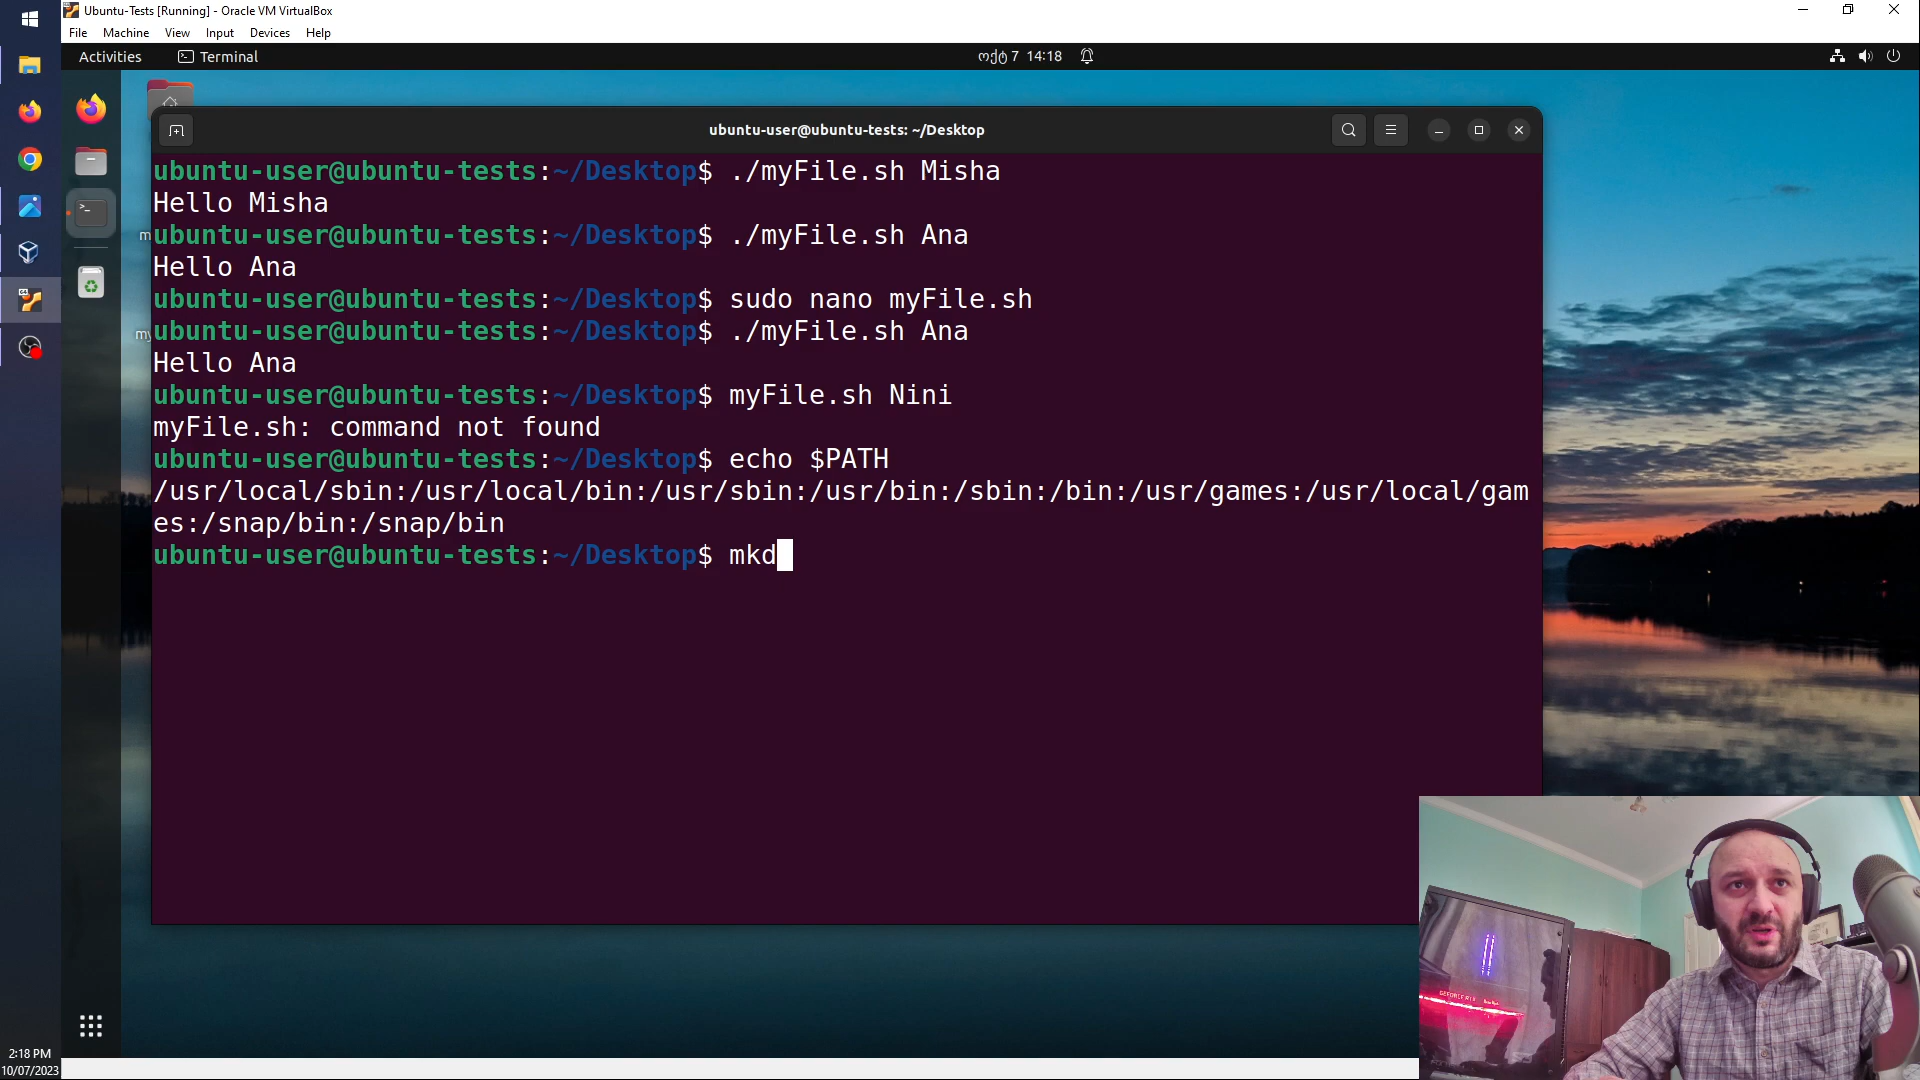 Ubuntu-Tests [Running] - Oracle VM VirtualBox
File Machine View Input Devices Help
Activities Terminal ოქტ 7 14:18
ubuntu-user@ubuntu-tests: ~/Desktop
ubuntu-user@ubuntu-tests:~/Desktop$ ./myFile.sh Misha
Hello Misha
ubuntu-user@ubuntu-tests:~/Desktop$ ./myFile.sh Ana
Hello Ana
ubuntu-user@ubuntu-tests:~/Desktop$ sudo nano myFile.sh
ubuntu-user@ubuntu-tests:~/Desktop$ ./myFile.sh Ana
Hello Ana
ubuntu-user@ubuntu-tests:~/Desktop$ myFile.sh Nini
myFile.sh: command not found
ubuntu-user@ubuntu-tests:~/Desktop$ echo $PATH
/usr/local/sbin:/usr/local/bin:/usr/sbin:/usr/bin:/sbin:/bin:/usr/games:/usr/local/gam
es:/snap/bin:/snap/bin
ubuntu-user@ubuntu-tests:~/Desktop$ mkd
m
my
64
GEFORCE RTX
2:18 PM
10/07/2023